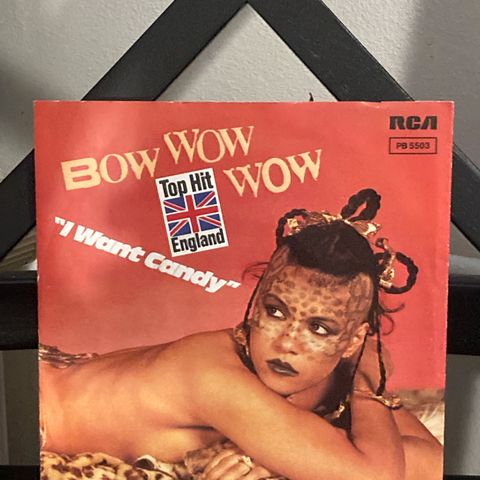 RCA
PB 5503
BOW WOW WOW
Top Hit
England
"I Want Candy"